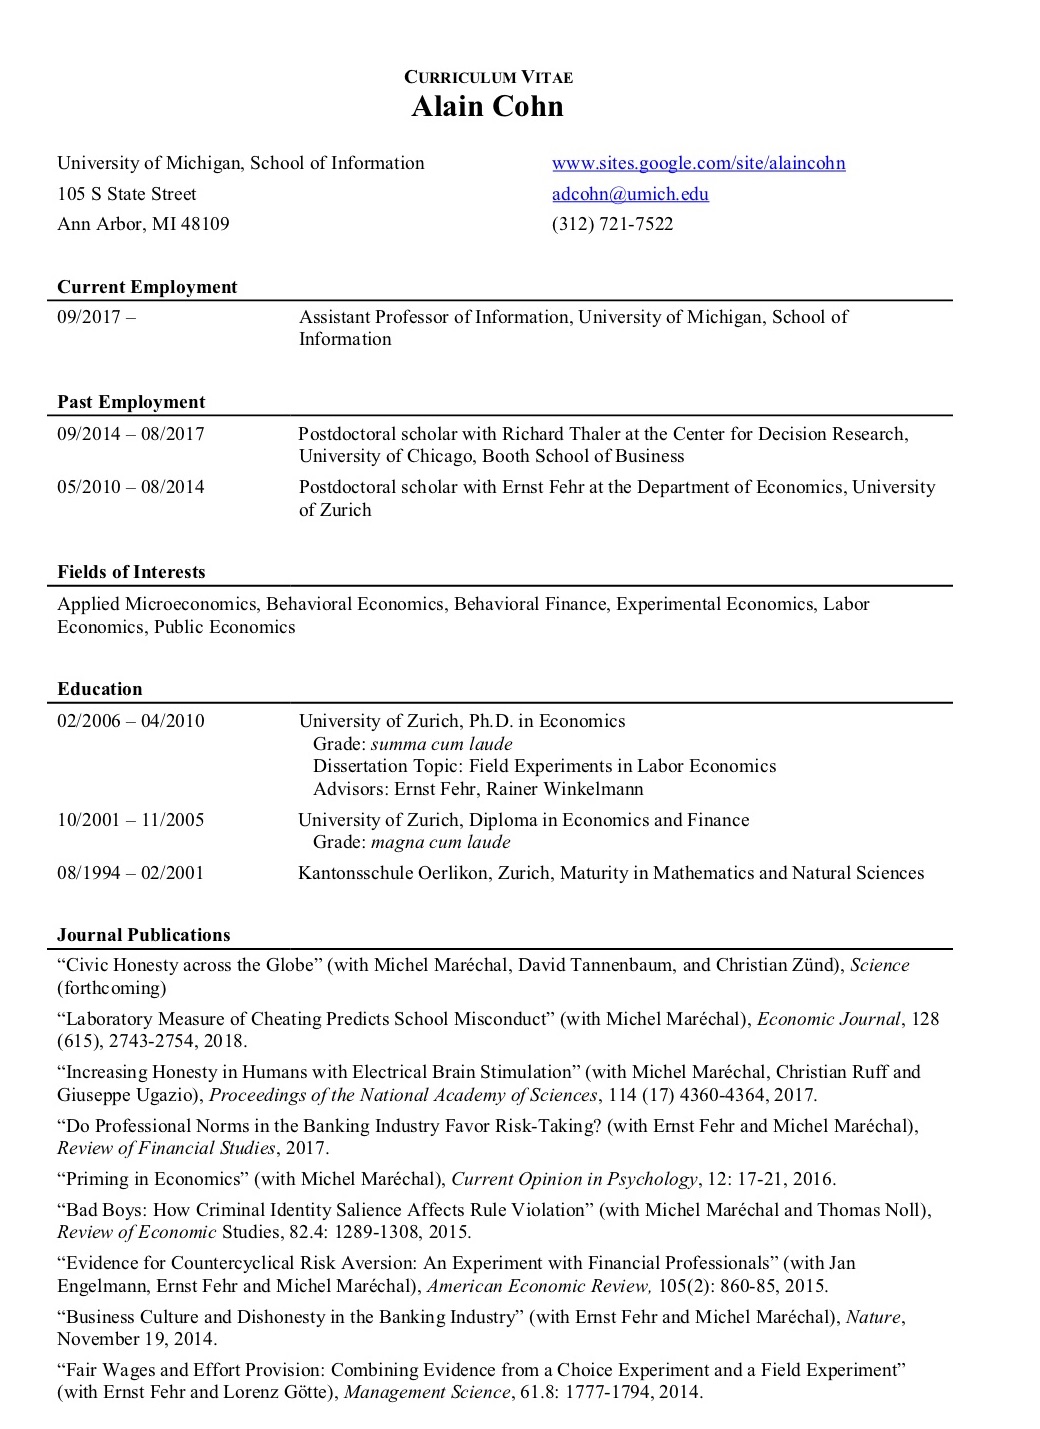 CURRICULUM VITAE
Alain Cohn
University of Michigan, School of Information
www.sites.google.com/site/alaincohn
105 S State Street
adcohn@umich.edu
Ann Arbor, MI 48109
(312) 721-7522
Current Employment
09/2017 –
Assistant Professor of Information, University of Michigan, School of
Information
Past Employment
09/2014 – 08/2017
Postdoctoral scholar with Richard Thaler at the Center for Decision Research,
University of Chicago, Booth School of Business
05/2010 – 08/2014
Postdoctoral scholar with Ernst Fehr at the Department of Economics, University
of Zurich
Fields of Interests
Applied Microeconomics, Behavioral Economics, Behavioral Finance, Experimental Economics, Labor
Economics, Public Economics
Education
02/2006 – 04/2010
University of Zurich, Ph.D. in Economics
Grade: summa cum laude
Dissertation Topic: Field Experiments in Labor Economics
Advisors: Ernst Fehr, Rainer Winkelmann
10/2001 – 11/2005
University of Zurich, Diploma in Economics and Finance
Grade: magna cum laude
08/1994 – 02/2001
Kantonsschule Oerlikon, Zurich, Maturity in Mathematics and Natural Sciences
Journal Publications
“Civic Honesty across the Globe” (with Michel Maréchal, David Tannenbaum, and Christian Zünd), Science
(forthcoming)
“Laboratory Measure of Cheating Predicts School Misconduct” (with Michel Maréchal), Economic Journal, 128
(615), 2743-2754, 2018.
“Increasing Honesty in Humans with Electrical Brain Stimulation” (with Michel Maréchal, Christian Ruff and
Giuseppe Ugazio), Proceedings of the National Academy of Sciences, 114 (17) 4360-4364, 2017.
“Do Professional Norms in the Banking Industry Favor Risk-Taking? (with Ernst Fehr and Michel Maréchal),
Review of Financial Studies, 2017.
“Priming in Economics” (with Michel Maréchal), Current Opinion in Psychology, 12: 17-21, 2016.
“Bad Boys: How Criminal Identity Salience Affects Rule Violation” (with Michel Maréchal and Thomas Noll),
Review of Economic Studies, 82.4: 1289-1308, 2015.
“Evidence for Countercyclical Risk Aversion: An Experiment with Financial Professionals” (with Jan
Engelmann, Ernst Fehr and Michel Maréchal), American Economic Review, 105(2): 860-85, 2015.
“Business Culture and Dishonesty in the Banking Industry” (with Ernst Fehr and Michel Maréchal), Nature,
November 19, 2014.
“Fair Wages and Effort Provision: Combining Evidence from a Choice Experiment and a Field Experiment”
(with Ernst Fehr and Lorenz Götte), Management Science, 61.8: 1777-1794, 2014.